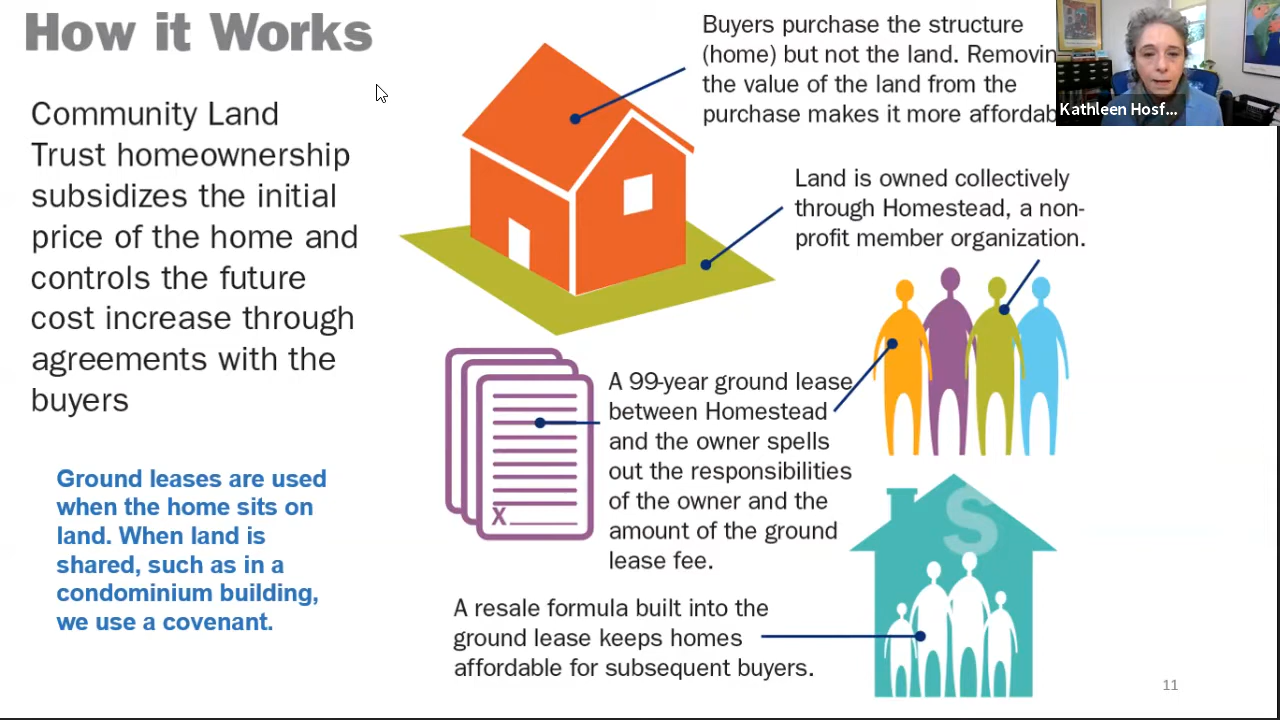 How it Works
Community Land
Trust homeownership
subsidizes the initial
price of the home and
controls the future
cost increase through
agreements with the
buyers
Ground leases are used
when the home sits on
land. When land is
shared, such as in a
condominium building,
we use a covenant.
Buyers purchase the structure
(home) but not the land. Removin
the value of the land from the
purchase makes it more affordab
Kathleen Hosf...
Land is owned collectively
through Homestead, a non-
profit member organization.
A 99-year ground lease
between Homestead
and the owner spells
out the responsibilities
of the owner and the
amount of the ground
lease fee.
X
$
A resale formula built into the
ground lease keeps homes
affordable for subsequent buyers.
11